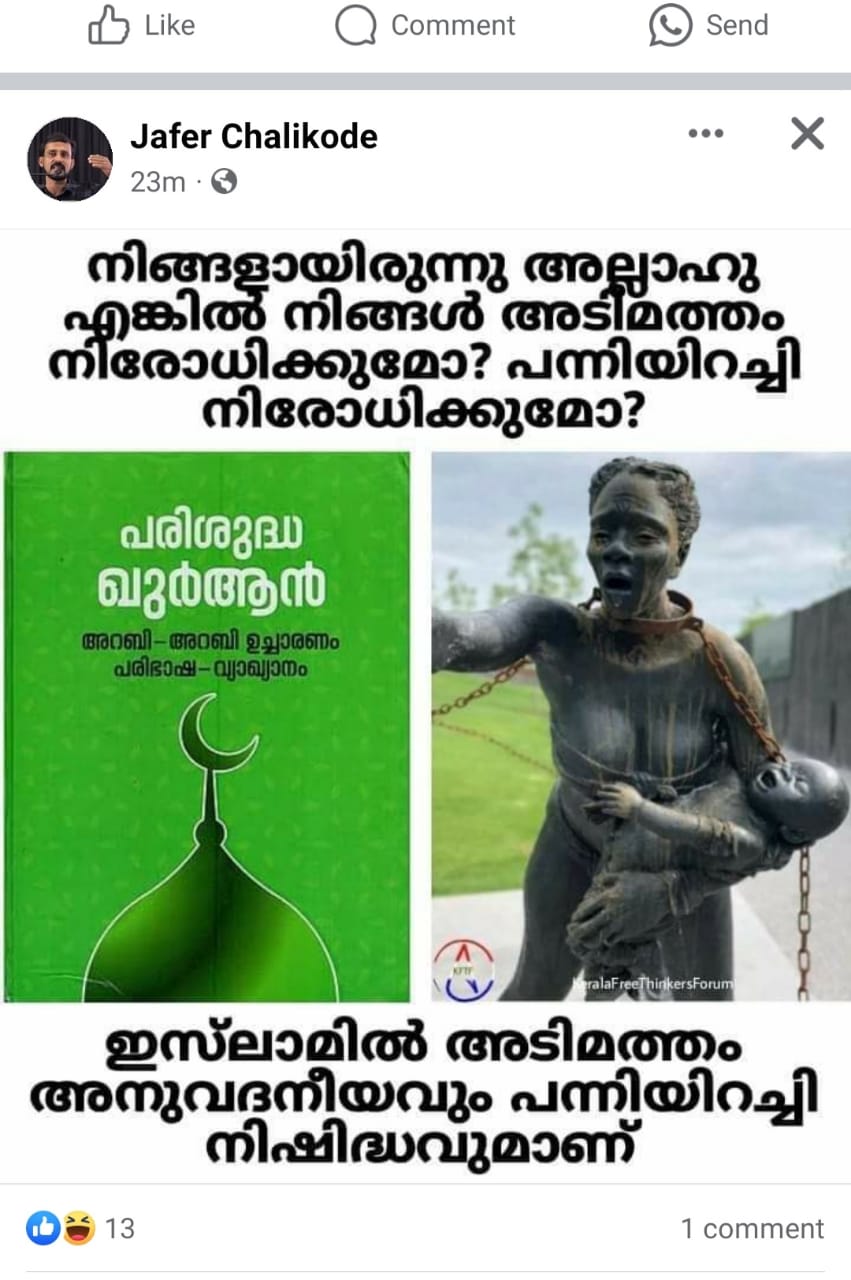 Like Comment Send
Jafer Chalikode
23m ·
നിങ്ങളായിരുന്നു അല്ലാഹു
എങ്കിൽ നിങ്ങൾ അടിമത്തം
നിരോധിക്കുമോ? പന്നിയിറച്ചി
നിരോധിക്കുമോ?
പരിശുദ്ധ
ഖുർആൻ
അറബി-അറബി ഉച്ചാരണം
പരിഭാഷ-വ്യാഖ്യാനം
KFTF
KeralaFreeThinkersForum
ഇസ്‌ലാമിൽ അടിമത്തം
അനുവദനീയവും പന്നിയിറച്ചി
നിഷിദ്ധവുമാണ്
13 1 comment